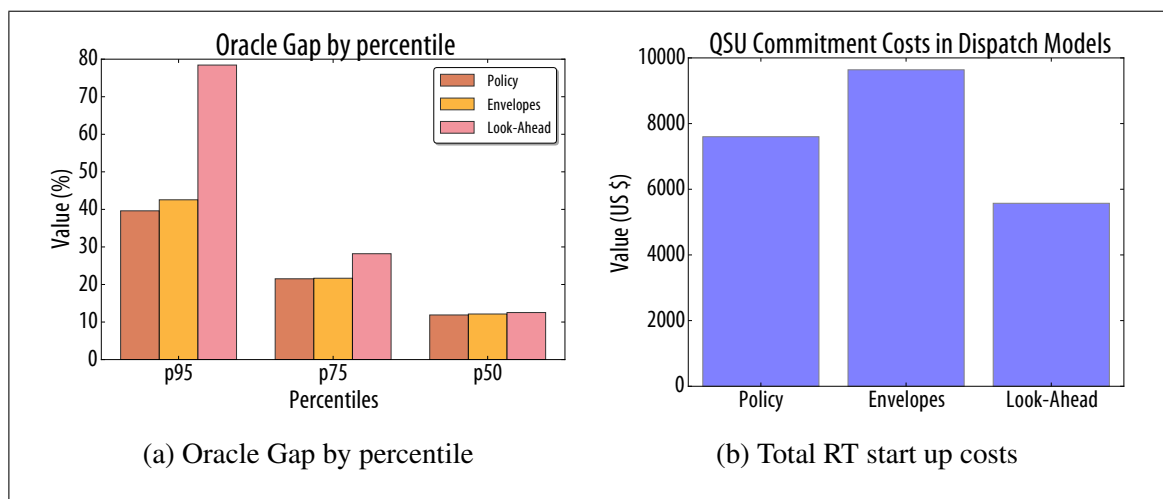 Oracle Gap by percentile
80
70
60
50
40
30
20
10
0
Value (%)
Policy
Envelopes
Look-Ahead
p95 p75 p50
Percentiles
(a) Oracle Gap by percentile
QSU Commitment Costs in Dispatch Models
10000
8000
6000
4000
2000
0
Value (US $)
Policy Envelopes Look-Ahead
(b) Total RT start up costs